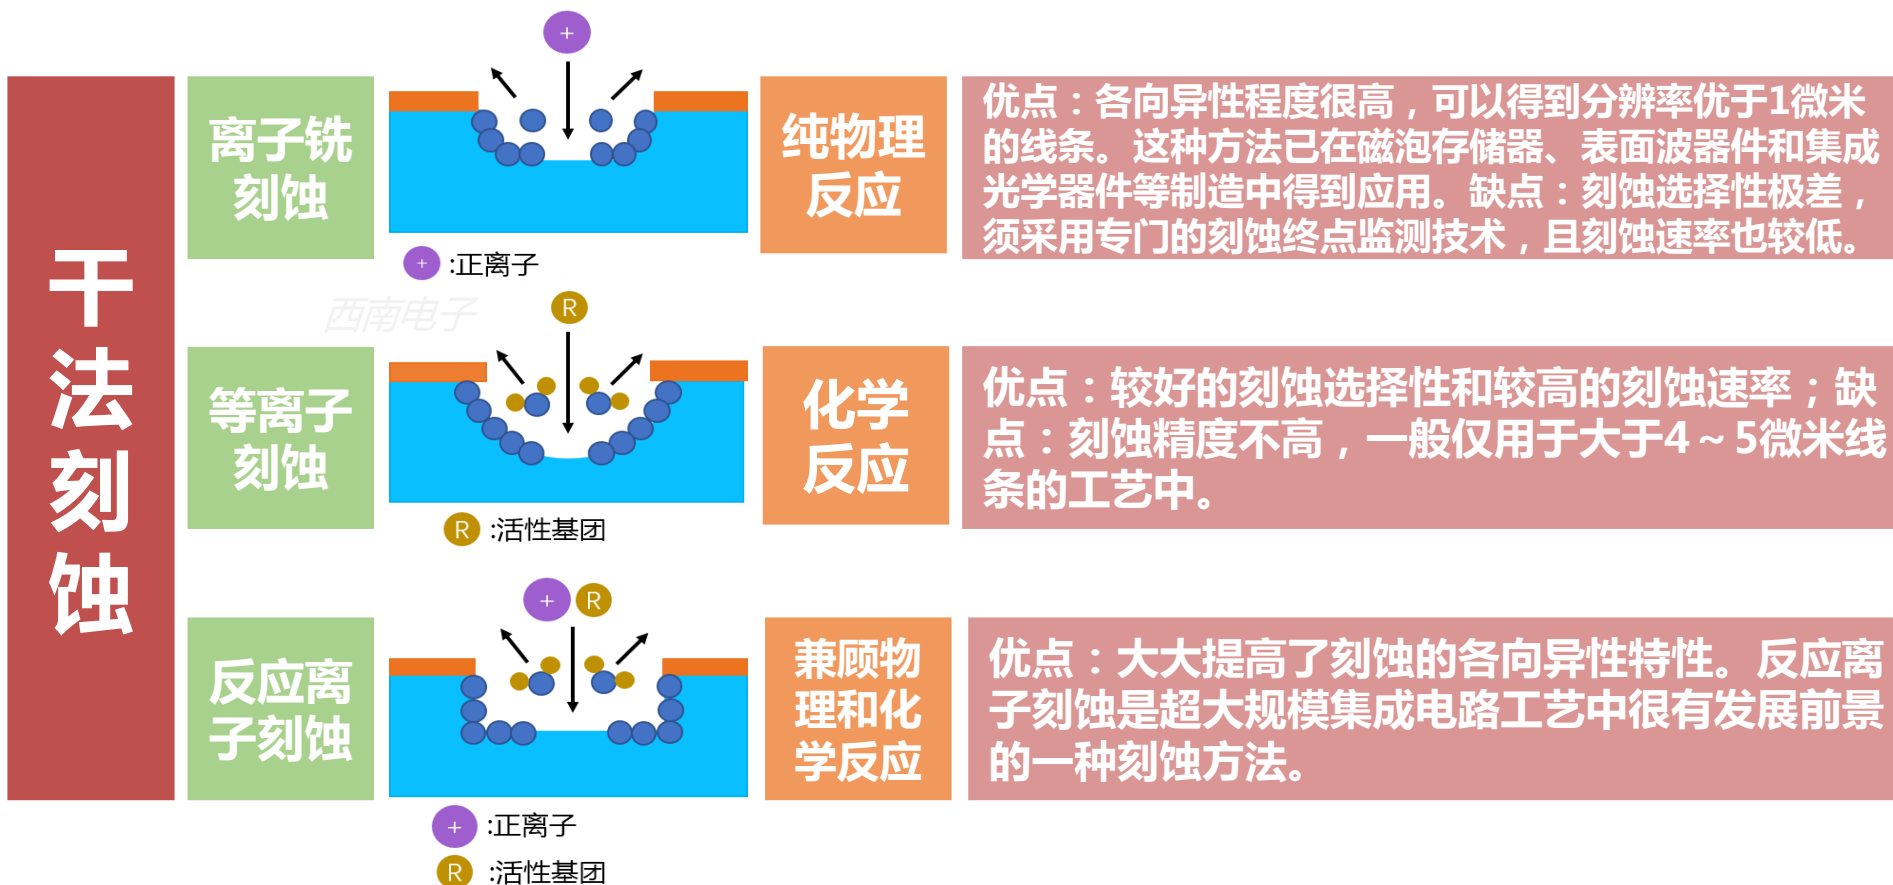 干法刻蚀
离子铣
刻蚀
+
+
:正离子
纯物理
反应
优点：各向异性程度很高，可以得到分辨率优于1微米
的线条。这种方法已在磁泡存储器、表面波器件和集成
光学器件等制造中得到应用。缺点：刻蚀选择性极差，
须采用专门的刻蚀终点监测技术，且刻蚀速率也较低。
西南电子
等离子
刻蚀
R
R
:活性基团
化学
反应
优点：较好的刻蚀选择性和较高的刻蚀速率；缺
点：刻蚀精度不高，一般仅用于大于4～5微米线
条的工艺中。
反应离
子刻蚀
+ R
+ :正离子
R :活性基团
兼顾物
理和化
学反应
优点：大大提高了刻蚀的各向异性特性。反应离
子刻蚀是超大规模集成电路工艺中很有发展前景
的一种刻蚀方法。